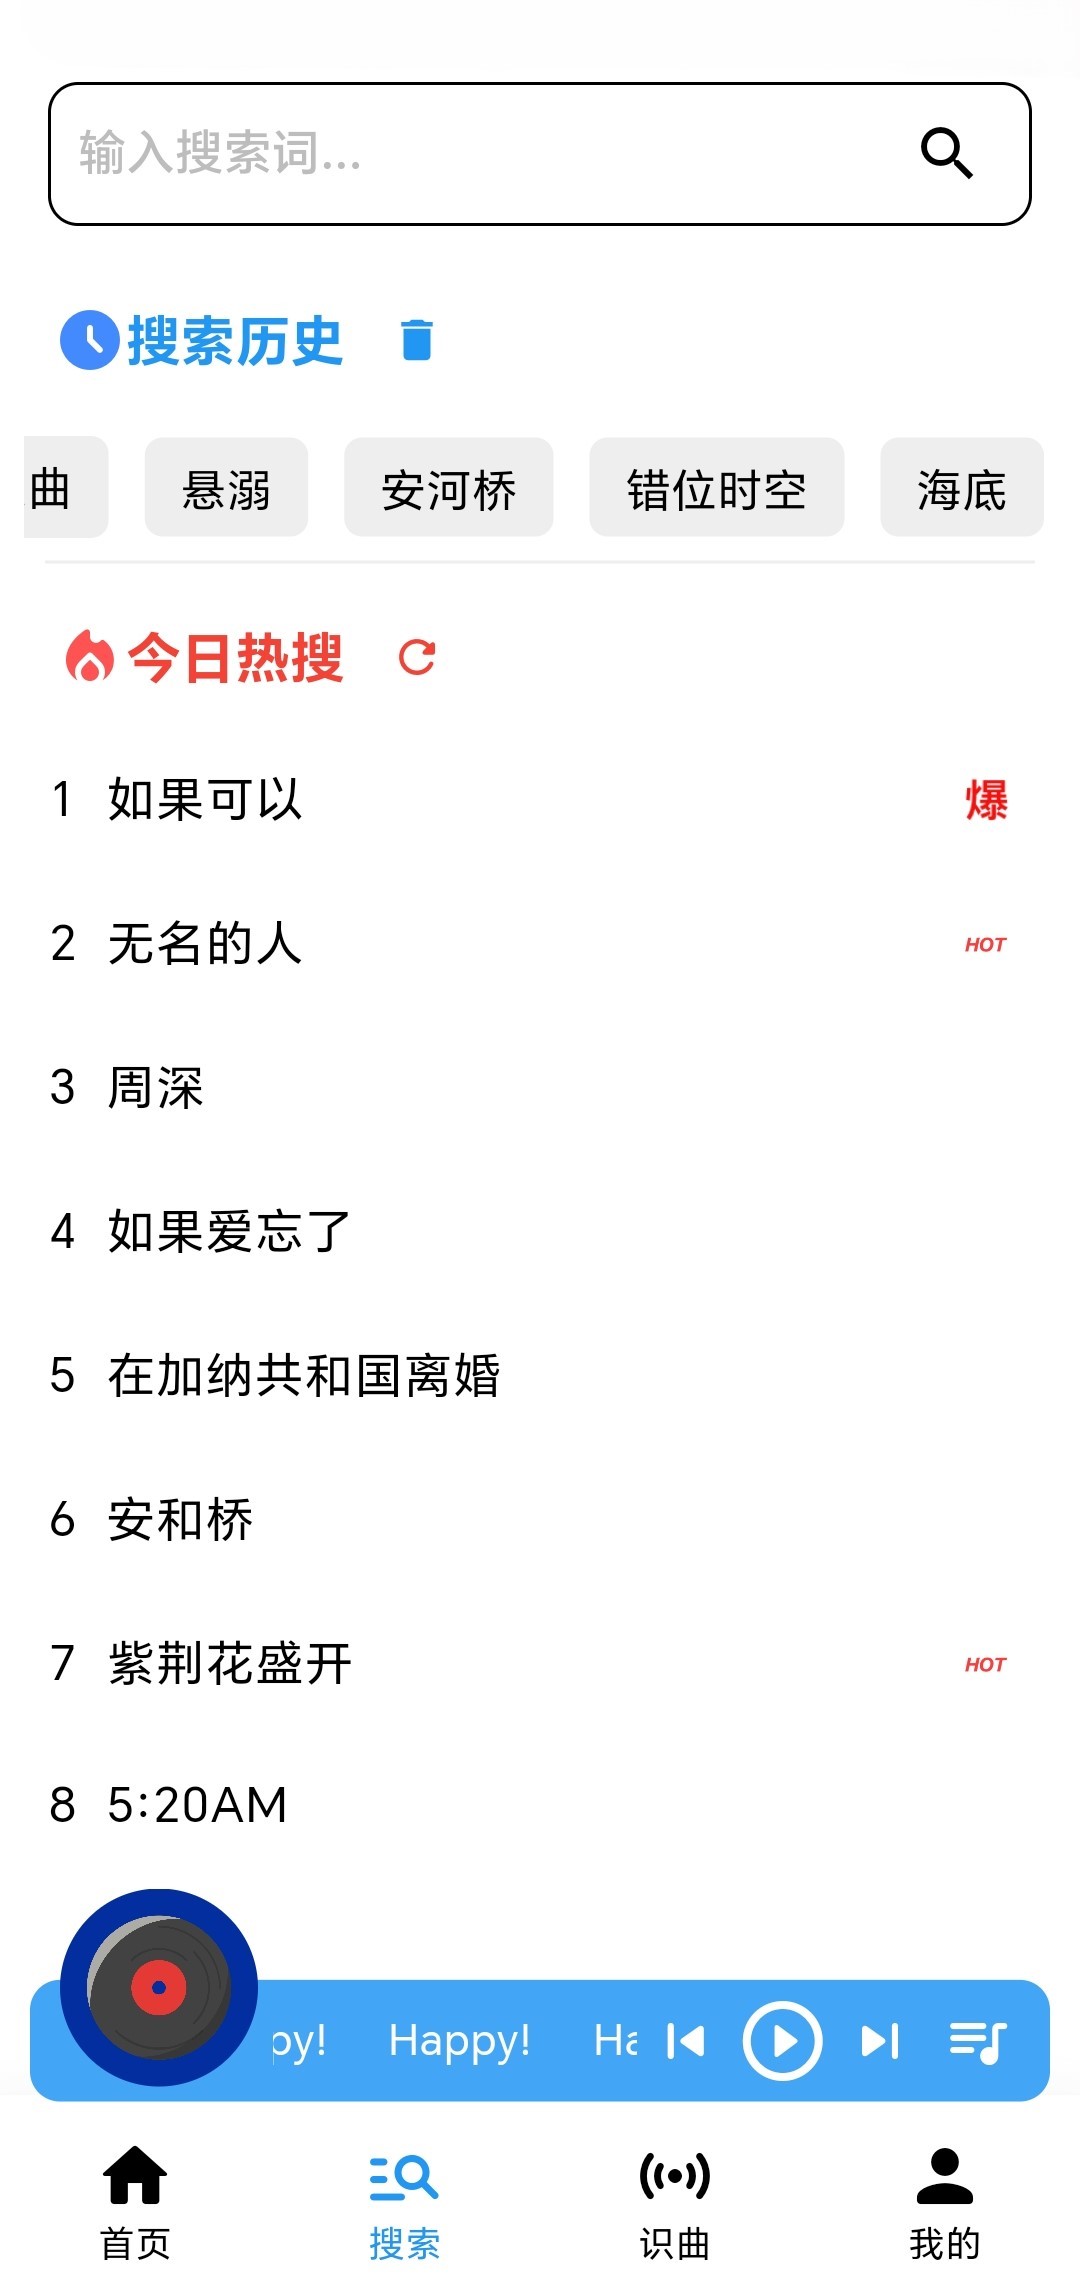 输入搜索词...
搜索历史
曲 悬溺 安河桥 错位时空 海底
今日热搜
1 如果可以 爆
2 无名的人 HOT
3 周深
4 如果爱忘了
5 在加纳共和国离婚
6 安和桥
7 紫荆花盛开 HOT
8 5:20AM
py! Happy! Ha
首页 搜索 识曲 我的